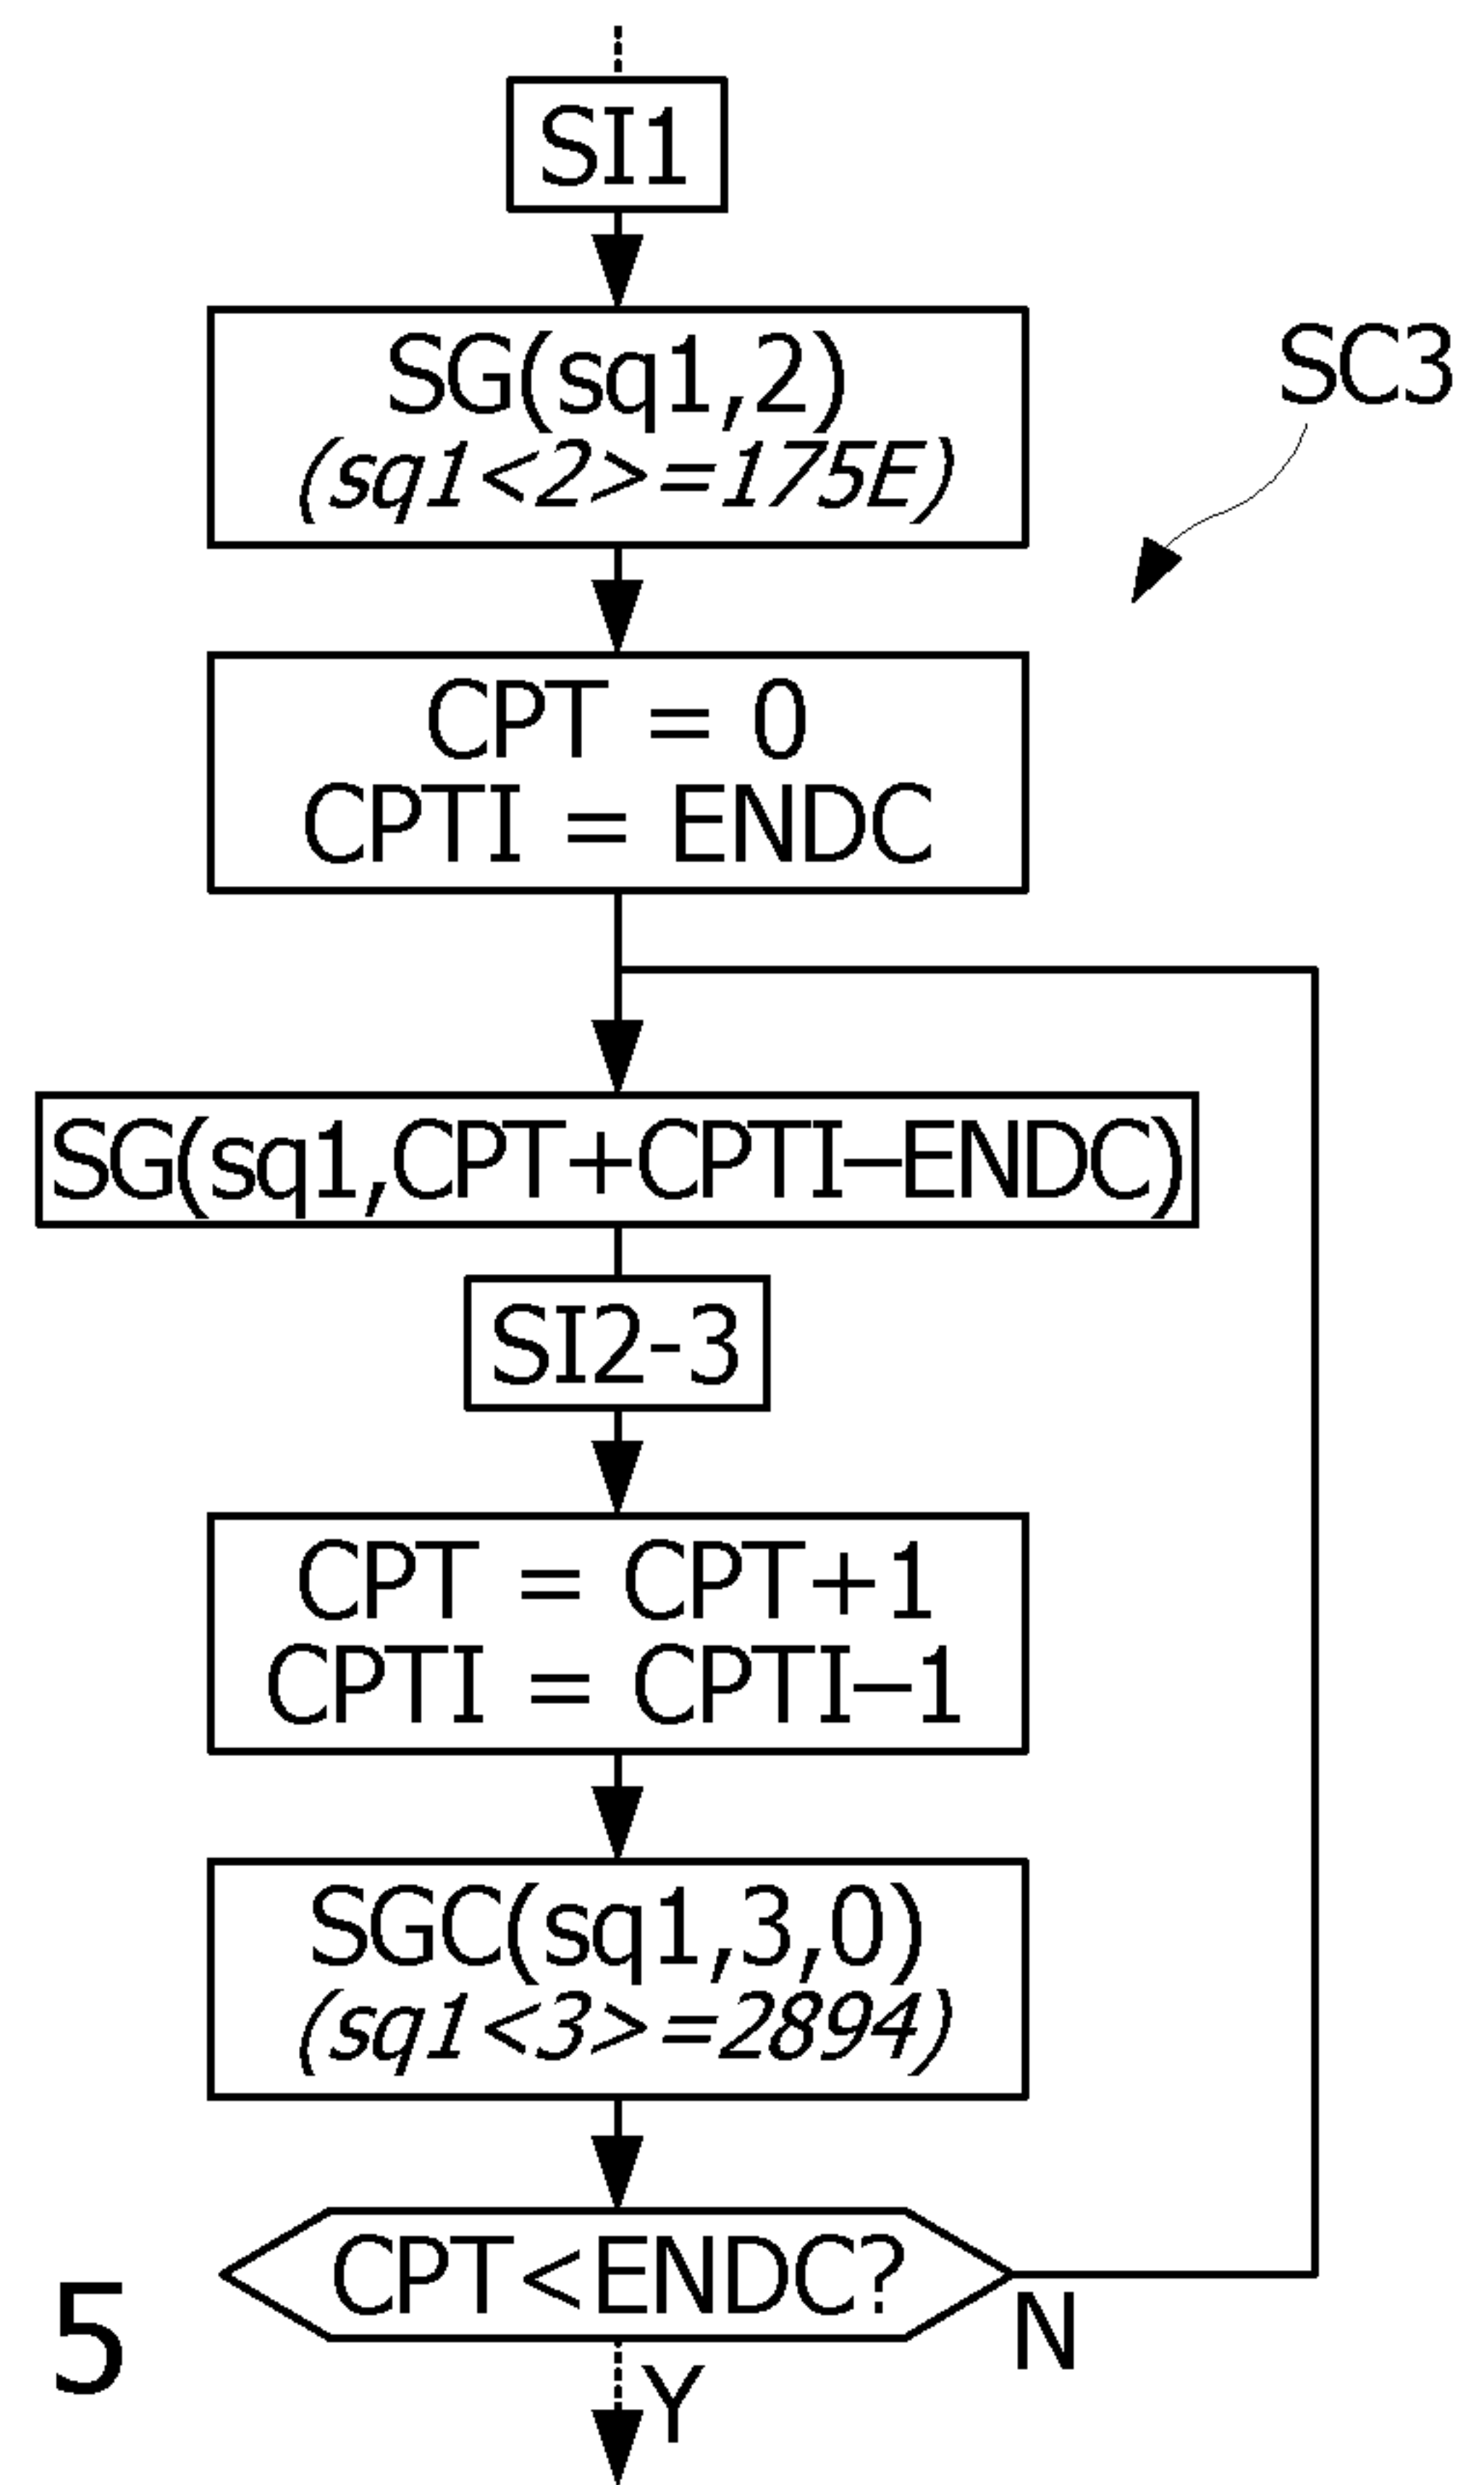 SI1
SG(sq1,2)
(sq1<2>=175E)
SC3
CPT = 0
CPTI = ENDC
SG(sq1,CPT+CPTI–ENDC)
SI2-3
CPT = CPT+1
CPTI = CPTI–1
SGC(sq1,3,0)
(sq1<3>=2894)
CPT<ENDC?
N
5
Y